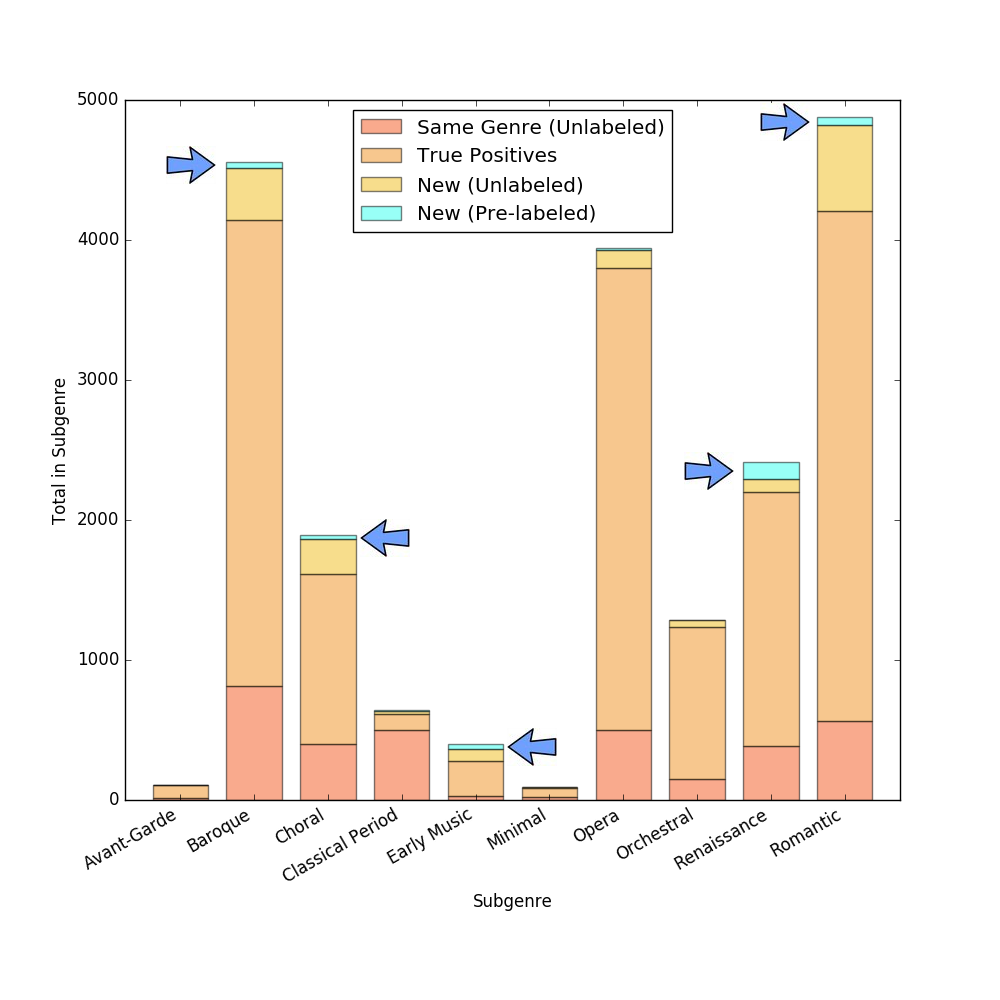 5000
4000
3000
2000
1000
0
Total in Subgenre
Same Genre (Unlabeled)
True Positives
New (Unlabeled)
New (Pre-labeled)
Avant-Garde
Baroque
Choral
Classical Period
Early Music
Minimal
Opera
Orchestral
Renaissance
Romantic
Subgenre